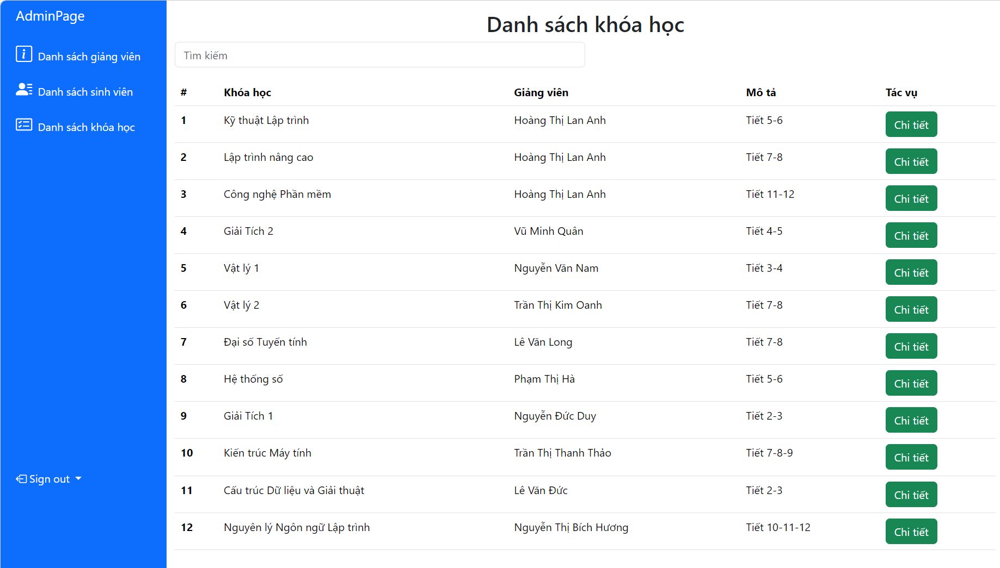 AdminPage
Danh sách giảng viên
Danh sách sinh viên
Danh sách khóa học
Sign out
Danh sách khóa học
Tìm kiếm
# Khóa học Giảng viên Mô tả Tác vụ
1 Kỹ thuật Lập trình Hoàng Thị Lan Anh Tiết 5-6 Chi tiết
2 Lập trình nâng cao Hoàng Thị Lan Anh Tiết 7-8 Chi tiết
3 Công nghệ Phần mềm Hoàng Thị Lan Anh Tiết 11-12 Chi tiết
4 Giải Tích 2 Vũ Minh Quân Tiết 4-5 Chi tiết
5 Vật lý 1 Nguyễn Văn Nam Tiết 3-4 Chi tiết
6 Vật lý 2 Trần Thị Kim Oanh Tiết 7-8 Chi tiết
7 Đại số Tuyến tính Lê Văn Long Tiết 7-8 Chi tiết
8 Hệ thống số Phạm Thị Hà Tiết 5-6 Chi tiết
9 Giải Tích 1 Nguyễn Đức Duy Tiết 2-3 Chi tiết
10 Kiến trúc Máy tính Trần Thị Thanh Thảo Tiết 7-8-9 Chi tiết
11 Cấu trúc Dữ liệu và Giải thuật Lê Văn Đức Tiết 2-3 Chi tiết
12 Nguyên lý Ngôn ngữ Lập trình Nguyễn Thị Bích Hương Tiết 10-11-12 Chi tiết